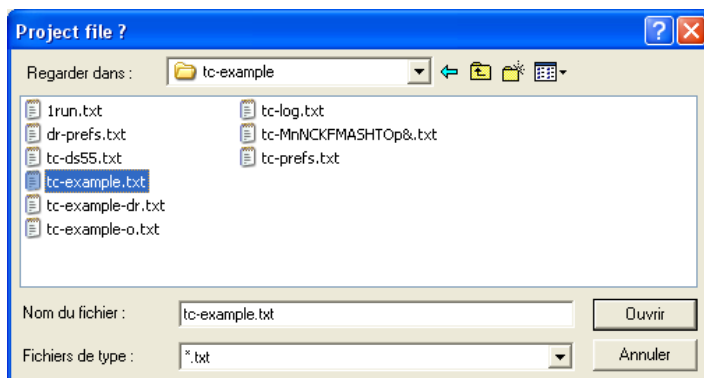 Project file ?
Regarder dans :
tc-example
1run.txt
dr-prefs.txt
tc-ds55.txt
tc-example.txt
tc-example-dr.txt
tc-example-o.txt
tc-log.txt
tc-MnNCKFMASHTOp&.txt
tc-prefs.txt
Nom du fichier :
tc-example.txt
Ouvrir
Fichiers de type :
*.txt
Annuler